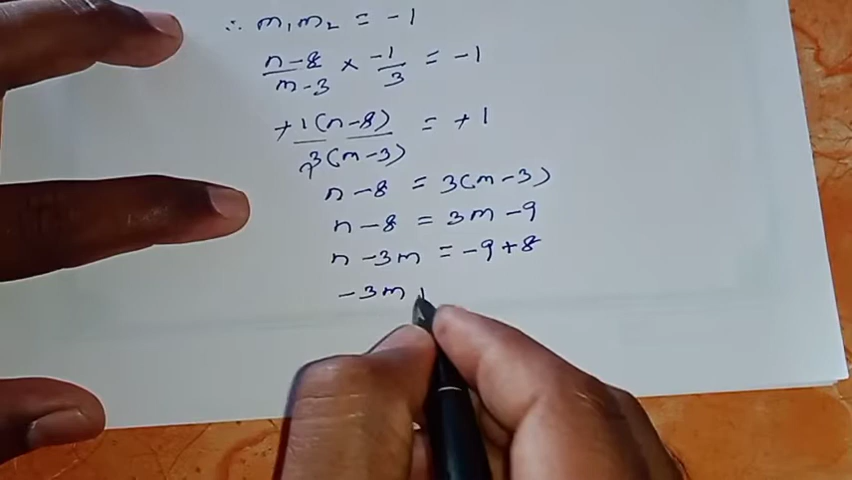 ∴ m₁m₂ = -1
n-8/m-3 × -1/3 = -1
+1(n-8)/3(m-3) = +1
n-8 = 3(m-3)
n-8 = 3m-9
n-3m = -9+8
-3m